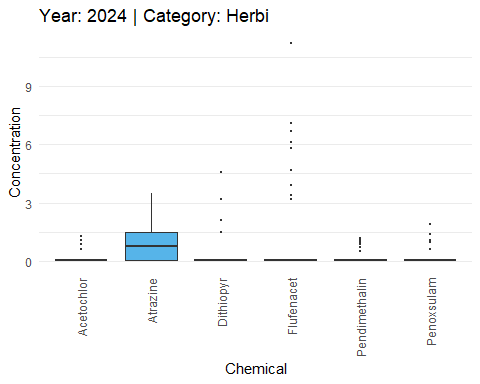 Year: 2024 | Category: Herbi
Concentration
9
6
3
0
Acetochlor
Atrazine
Dithiopyr
Flufenacet
Pendimethalin
Penoxsulam
Chemical